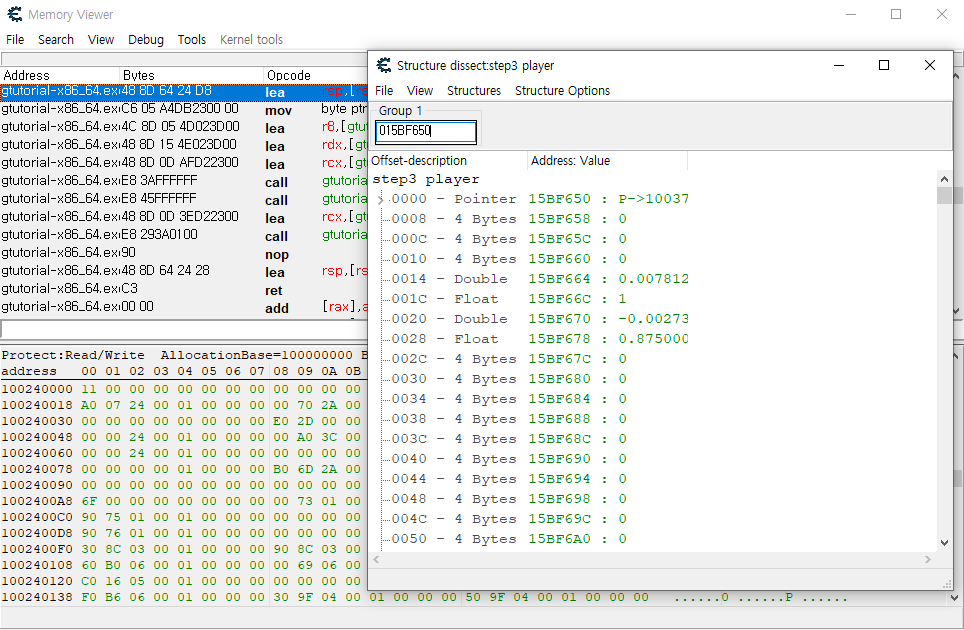 Memory Viewer
File Search View Debug Tools Kernel tools
Address Bytes Opcode
gtutorial-x86_64.exe 48 8D 64 24 D8 lea
gtutorial-x86_64.exe C6 05 A4DB2300 00 mov byte ptr
gtutorial-x86_64.exe 4C 8D 05 4D023D00 lea r8,[gtu
gtutorial-x86_64.exe 48 8D 15 4E023D00 lea rdx,[gt
gtutorial-x86_64.exe 48 8D 0D AFD22300 lea rcx,[gt
gtutorial-x86_64.exe E8 3AFFFFFF call gtutoria
gtutorial-x86_64.exe E8 45FFFFFF call gtutoria
gtutorial-x86_64.exe 48 8D 0D 3ED22300 lea rcx,[gt
gtutorial-x86_64.exe E8 293A0100 call gtutoria
gtutorial-x86_64.exe 90 nop
gtutorial-x86_64.exe 48 8D 64 24 28 lea rsp,[rs
gtutorial-x86_64.exe C3 ret
gtutorial-x86_64.exe 00 00 add [rax],a
Protect:Read/Write AllocationBase=100000000 B
address 00 01 02 03 04 05 06 07 08 09 0A 0B
100240000 11 00 00 00 00 00 00 00 00 00 00 00
100240018 A0 07 24 00 01 00 00 00 00 70 2A 00
100240030 00 00 00 00 00 00 00 00 E0 2D 00 00
100240048 00 00 24 00 01 00 00 00 00 A0 3C 00
100240060 00 00 24 00 01 00 00 00 00 00 00 00
100240078 00 00 00 00 01 00 00 00 B0 6D 2A 00
100240090 00 00 00 00 00 00 00 00 00 00 00 00
1002400A8 6F 00 00 00 00 00 00 00 00 73 01 00
1002400C0 90 75 01 00 01 00 00 00 00 00 00 00
1002400D8 90 76 01 00 01 00 00 00 00 00 00 00
1002400F0 30 8C 03 00 01 00 00 00 90 8C 03 00
100240108 60 B0 06 00 01 00 00 00 00 69 06 00
100240120 C0 16 05 00 01 00 00 00 00 00 00 00
100240138 F0 B6 06 00 01 00 00 00 30 9F 04 00 01 00 00 00 50 9F 04 00 01 00 00 00 ......0 ......P ......
Structure dissect:step3 player
File View Structures Structure Options
Group 1
015BF650
Offset-description Address: Value
step3 player
0000 - Pointer 15BF650 : P->10037
0008 - 4 Bytes 15BF658 : 0
000C - 4 Bytes 15BF65C : 0
0010 - 4 Bytes 15BF660 : 0
0014 - Double 15BF664 : 0.007812
001C - Float 15BF66C : 1
0020 - Double 15BF670 : -0.00273
0028 - Float 15BF678 : 0.875000
002C - 4 Bytes 15BF67C : 0
0030 - 4 Bytes 15BF680 : 0
0034 - 4 Bytes 15BF684 : 0
0038 - 4 Bytes 15BF688 : 0
003C - 4 Bytes 15BF68C : 0
0040 - 4 Bytes 15BF690 : 0
0044 - 4 Bytes 15BF694 : 0
0048 - 4 Bytes 15BF698 : 0
004C - 4 Bytes 15BF69C : 0
0050 - 4 Bytes 15BF6A0 : 0